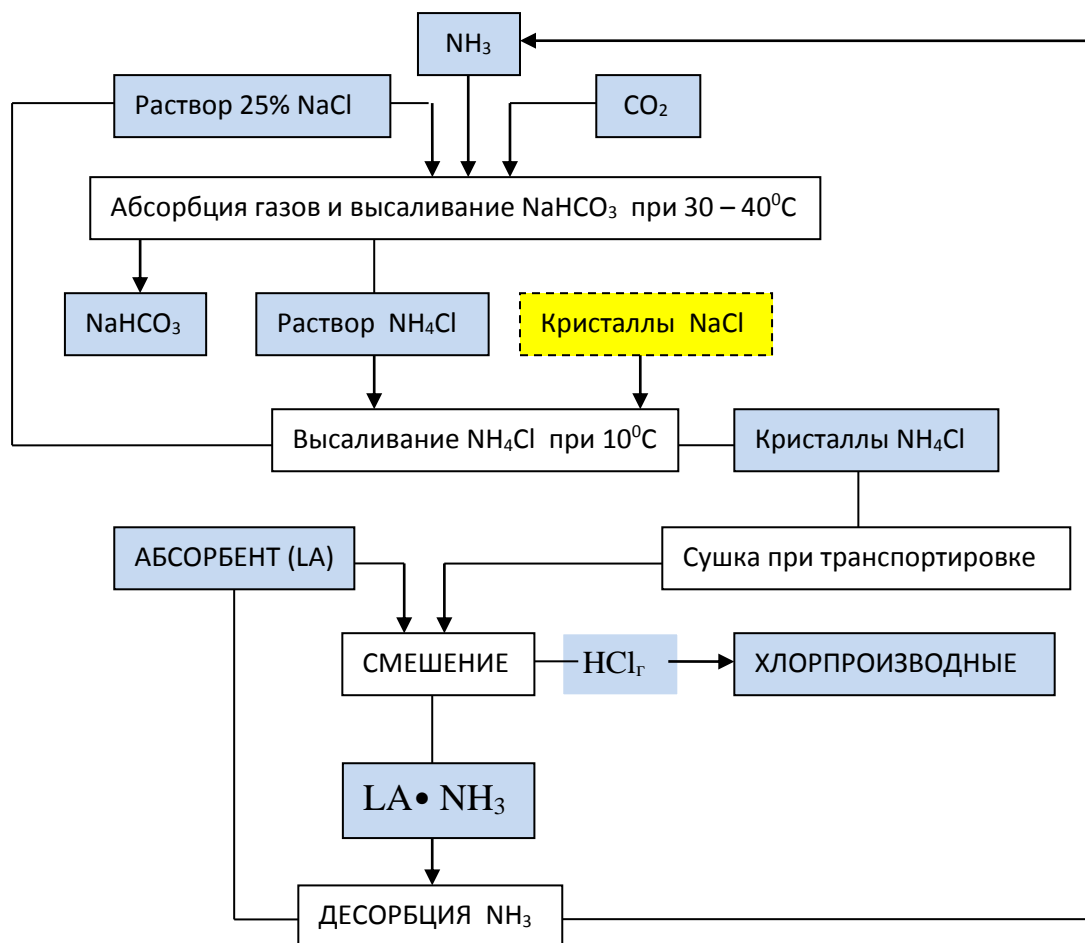 NH₃
Раствор 25% NaCl
CO₂
Абсорбция газов и высаливание NaHCO₃ при 30 – 40⁰C
NaHCO₃
Раствор NH₄Cl
Кристаллы NaCl
Высаливание NH₄Cl при 10⁰C
Кристаллы NH₄Cl
АБСОРБЕНТ (LA)
Сушка при транспортировке
СМЕШЕНИЕ
HClг
ХЛОРПРОИЗВОДНЫЕ
LA• NH₃
ДЕСОРБЦИЯ NH₃